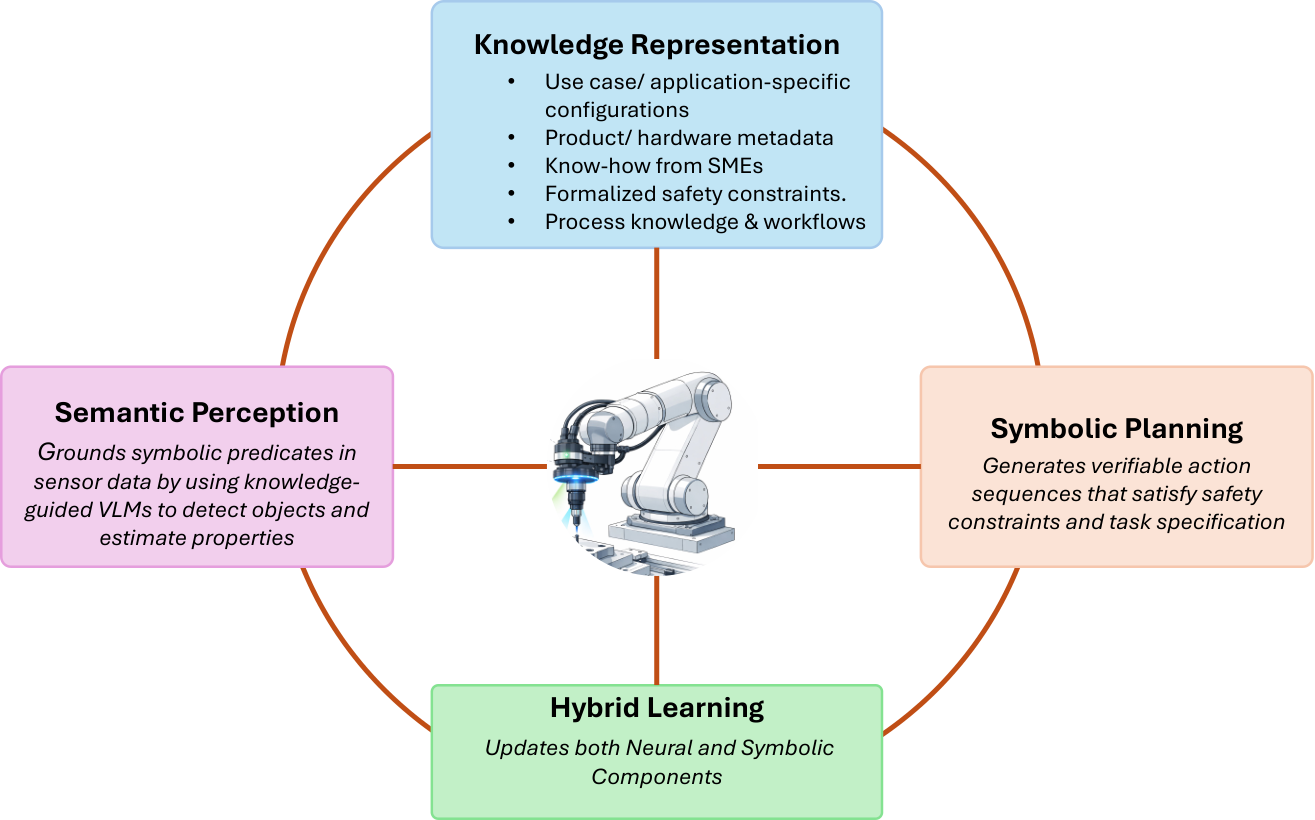 Knowledge Representation
• Use case/ application-specific
configurations
• Product/ hardware metadata
• Know-how from SMEs
• Formalized safety constraints.
• Process knowledge & workflows
Semantic Perception
Grounds symbolic predicates in
sensor data by using knowledge-
guided VLMs to detect objects and
estimate properties
Symbolic Planning
Generates verifiable action
sequences that satisfy safety
constraints and task specification
Hybrid Learning
Updates both Neural and Symbolic
Components